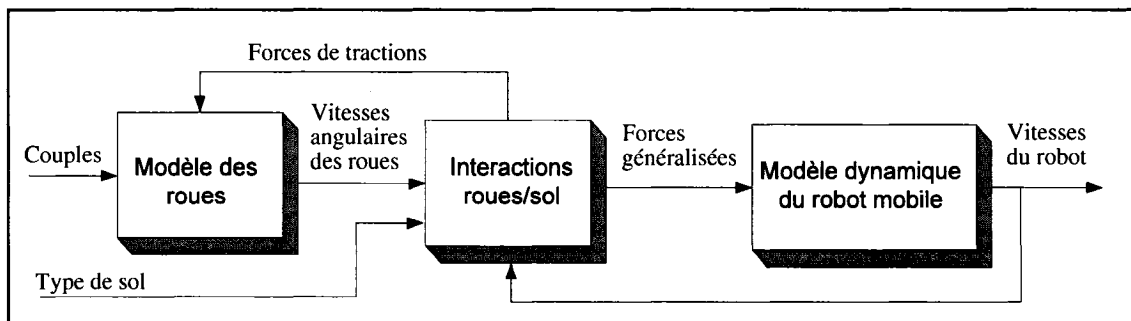 Forces de tractions
Couples
Modèle des
roues
Vitesses
angulaires
des roues
Interactions
roues/sol
Forces
généralisées
Modèle dynamique
du robot mobile
Vitesses
du robot
Type de sol